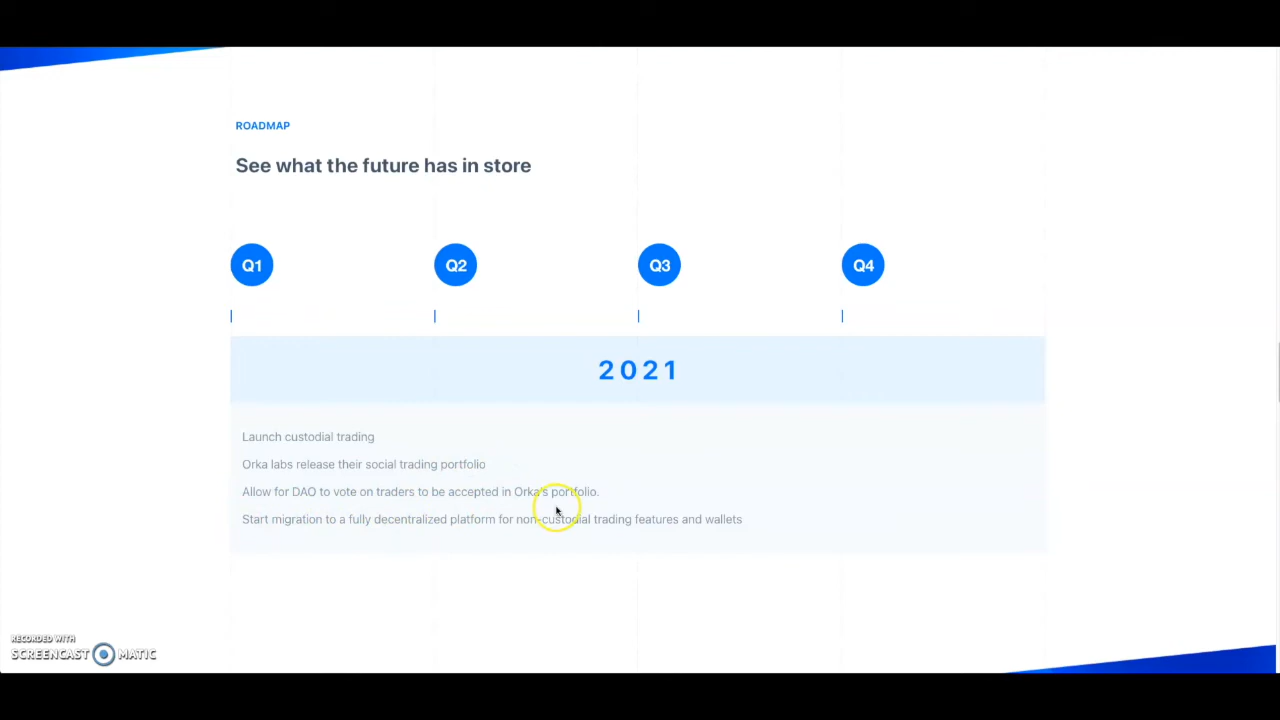 ROADMAP
See what the future has in store
Q1 Q2 Q3 Q4
2021
Launch custodial trading
Orka labs release their social trading portfolio
Allow for DAO to vote on traders to be accepted in Orka's portfolio.
Start migration to a fully decentralized platform for non-custodial trading features and wallets
RECORDED WITH
SCREENCAST MATIC